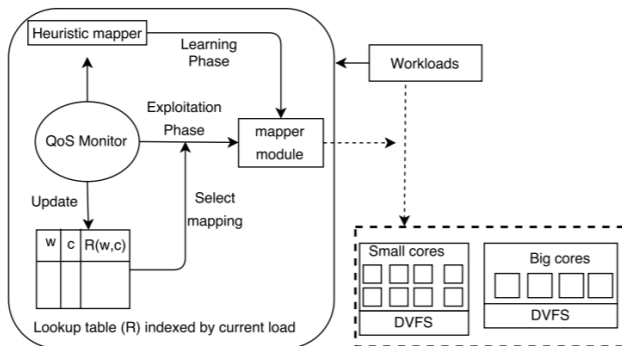 Heuristic mapper
Learning
Phase
Workloads
Exploitation
Phase
QoS Monitor
mapper
module
Update
Select
mapping
w c R(w,c)
Small cores
Big cores
DVFS
DVFS
Lookup table (R) indexed by current load